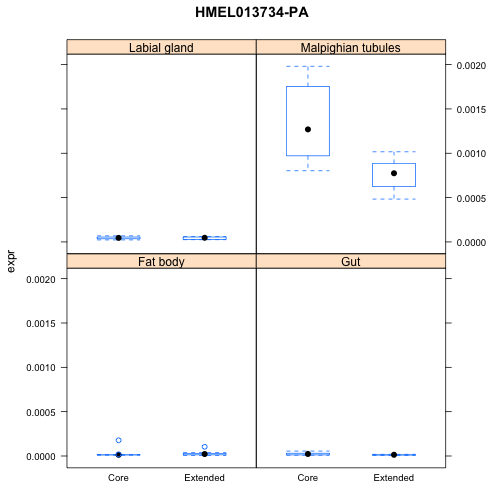 HMEL013734-PA
Labial gland Malpighian tubules
0.0020
0.0015
0.0010
0.0005
0.0000
expr
Fat body Gut
0.0020
0.0015
0.0010
0.0005
0.0000
Core Extended Core Extended